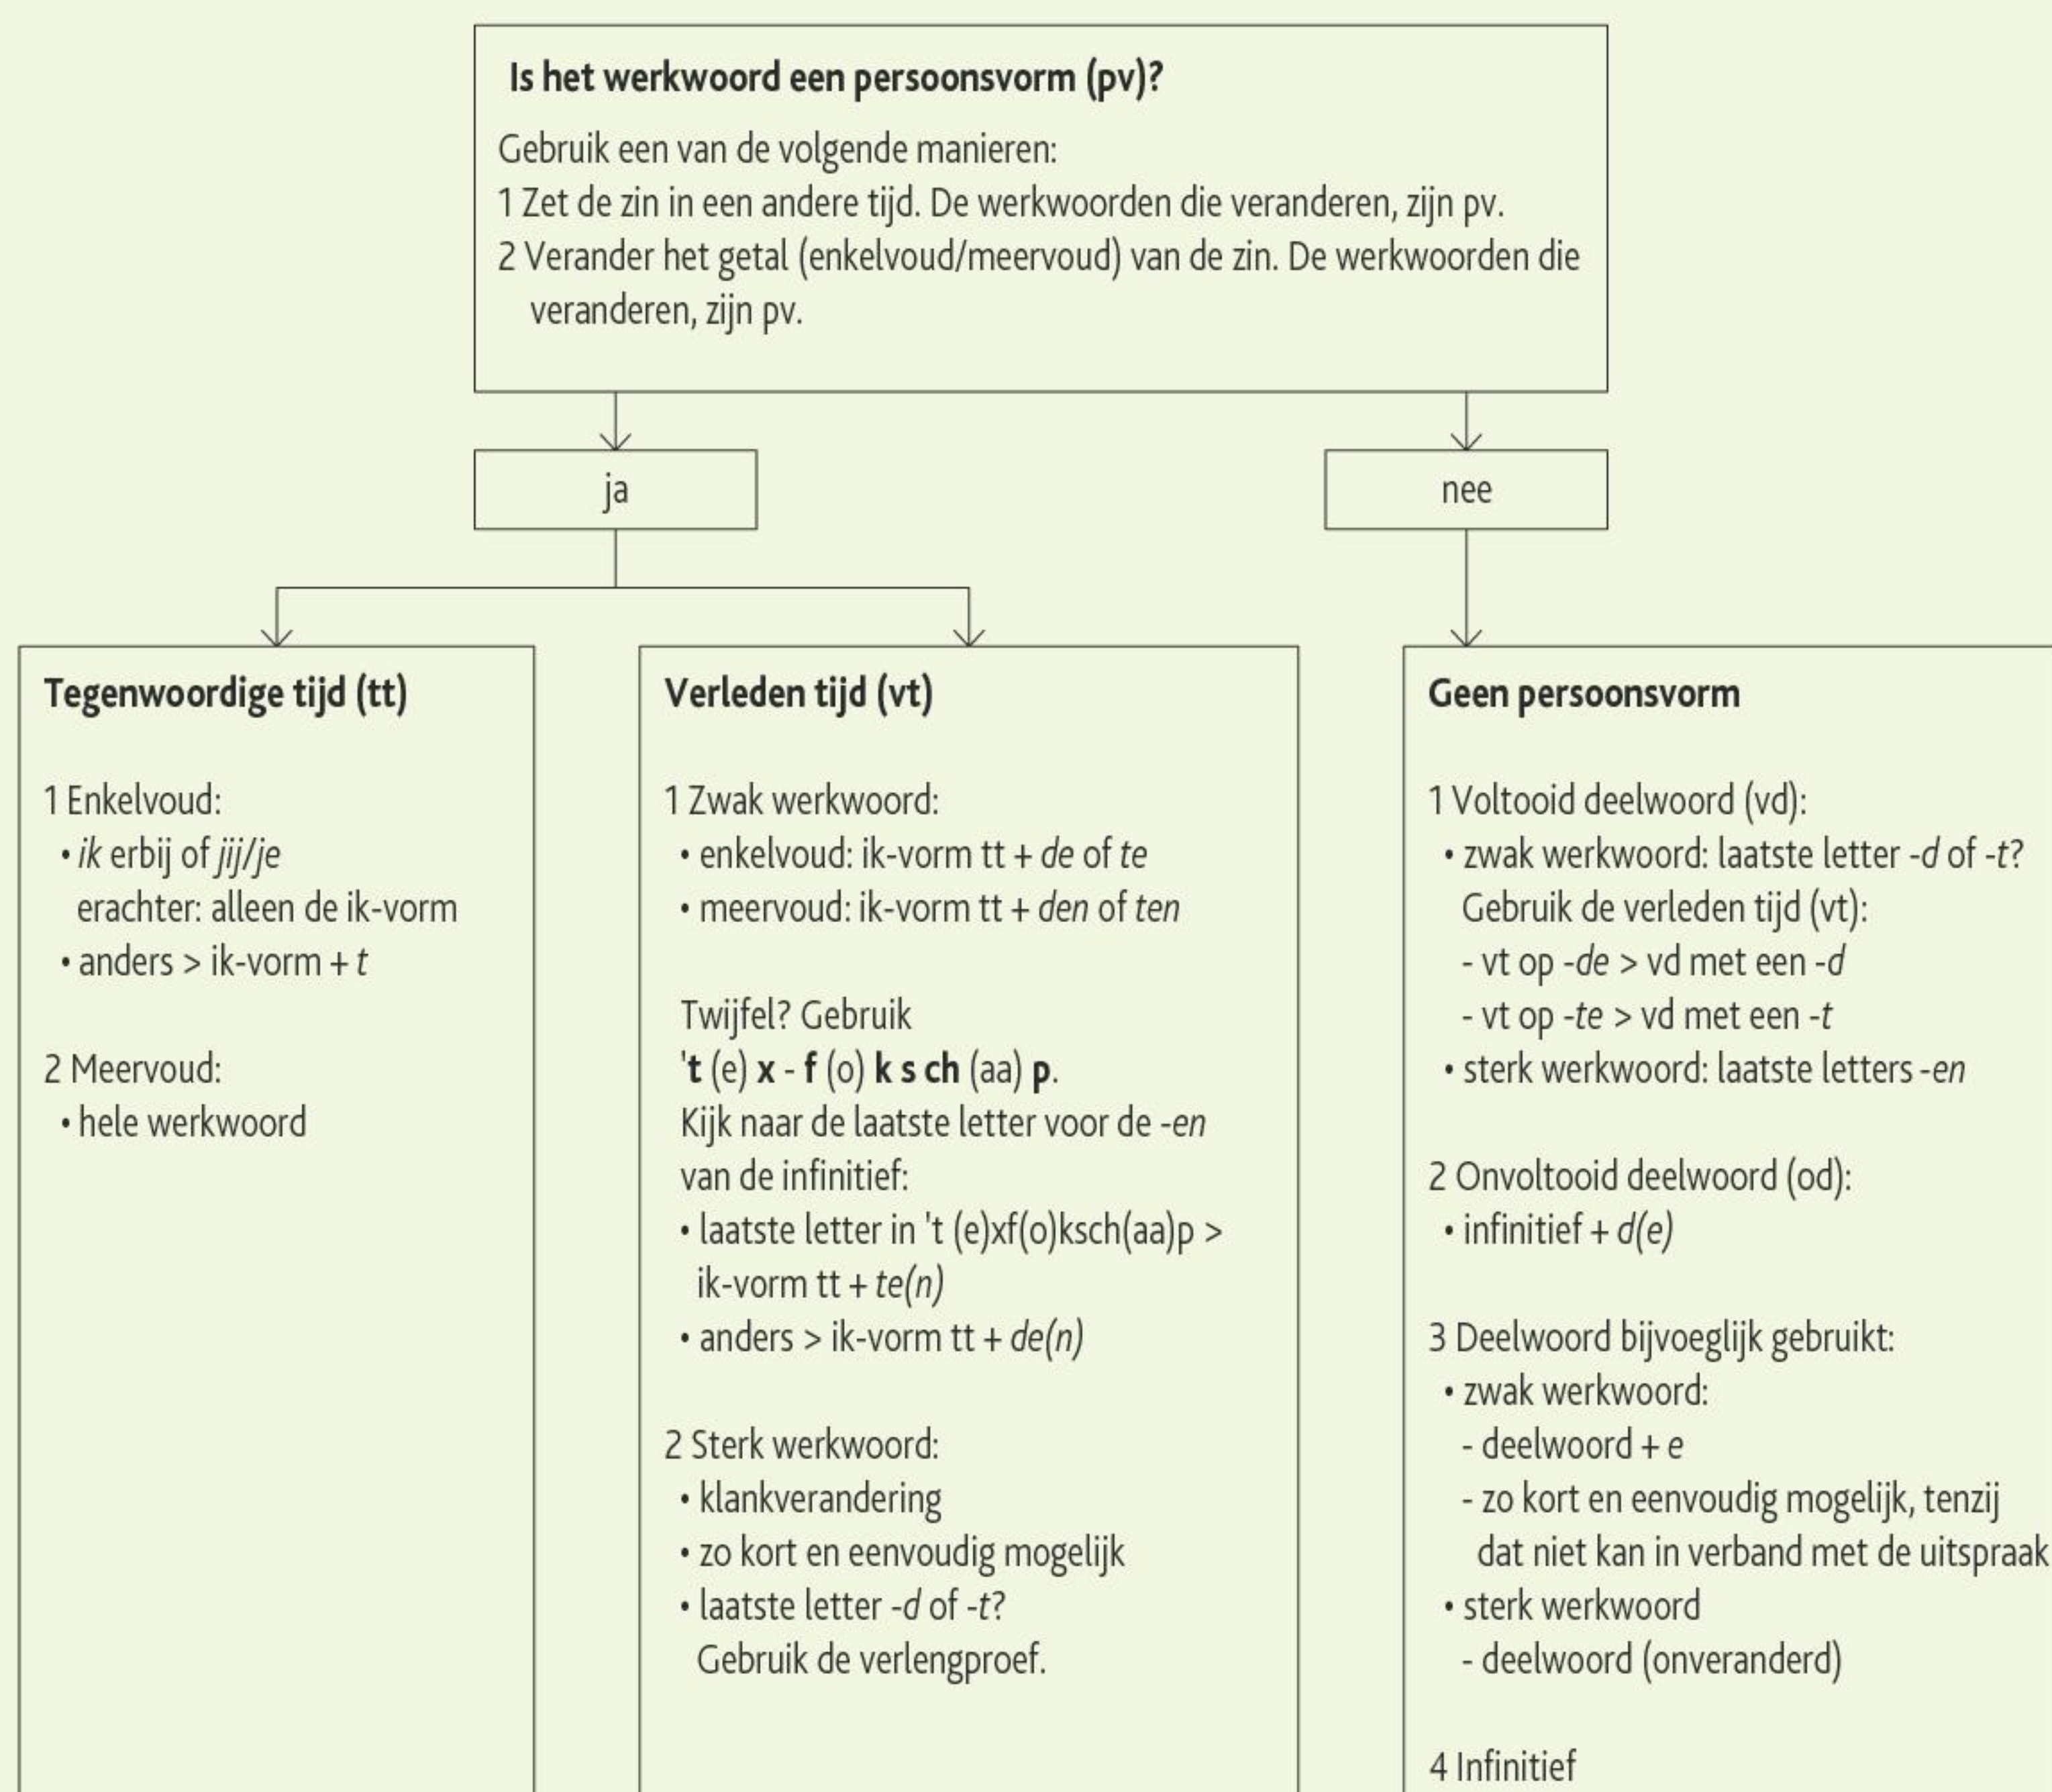 Is het werkwoord een persoonsvorm (pv)?
Gebruik een van de volgende manieren:
1 Zet de zin in een andere tijd. De werkwoorden die veranderen, zijn pv.
2 Verander het getal (enkelvoud/meervoud) van de zin. De werkwoorden die
veranderen, zijn pv.
ja
nee
Tegenwoordige tijd (tt)
1 Enkelvoud:
• ik erbij of jij/je
erachter: alleen de ik-vorm
• anders > ik-vorm + t
2 Meervoud:
• hele werkwoord
Verleden tijd (vt)
1 Zwak werkwoord:
• enkelvoud: ik-vorm tt + de of te
• meervoud: ik-vorm tt + den of ten
Twijfel? Gebruik
't (e) x - f (o) k s ch (aa) p.
Kijk naar de laatste letter voor de -en
van de infinitief:
• laatste letter in 't (e)xf(o)ksch(aa)p >
ik-vorm tt + te(n)
• anders > ik-vorm tt + de(n)
2 Sterk werkwoord:
• klankverandering
• zo kort en eenvoudig mogelijk
• laatste letter -d of -t?
Gebruik de verlengproef.
Geen persoonsvorm
1 Voltooid deelwoord (vd):
• zwak werkwoord: laatste letter -d of -t?
Gebruik de verleden tijd (vt):
- vt op -de > vd met een -d
- vt op -te > vd met een -t
• sterk werkwoord: laatste letters -en
2 Onvoltooid deelwoord (od):
• infinitief + d(e)
3 Deelwoord bijvoeglijk gebruikt:
• zwak werkwoord:
- deelwoord + e
- zo kort en eenvoudig mogelijk, tenzij
dat niet kan in verband met de uitspraak
• sterk werkwoord
- deelwoord (onveranderd)
4 Infinitief